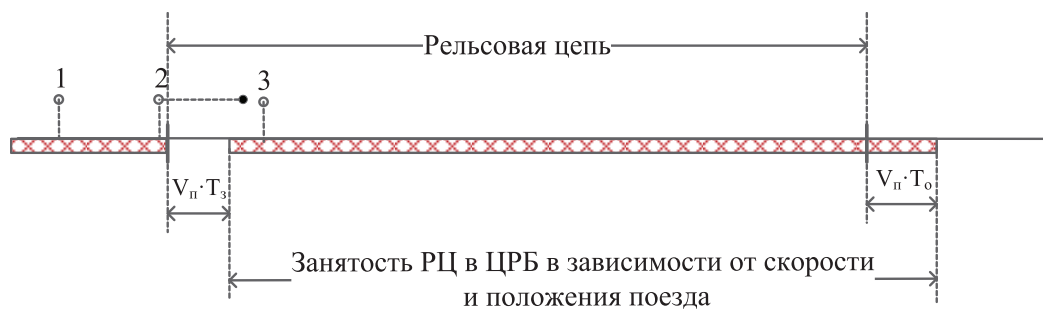 Рельсовая цепь
1 2 3
Vп·Tз
Vп·Tо
Занятость РЦ в ЦРБ в зависимости от скорости
и положения поезда